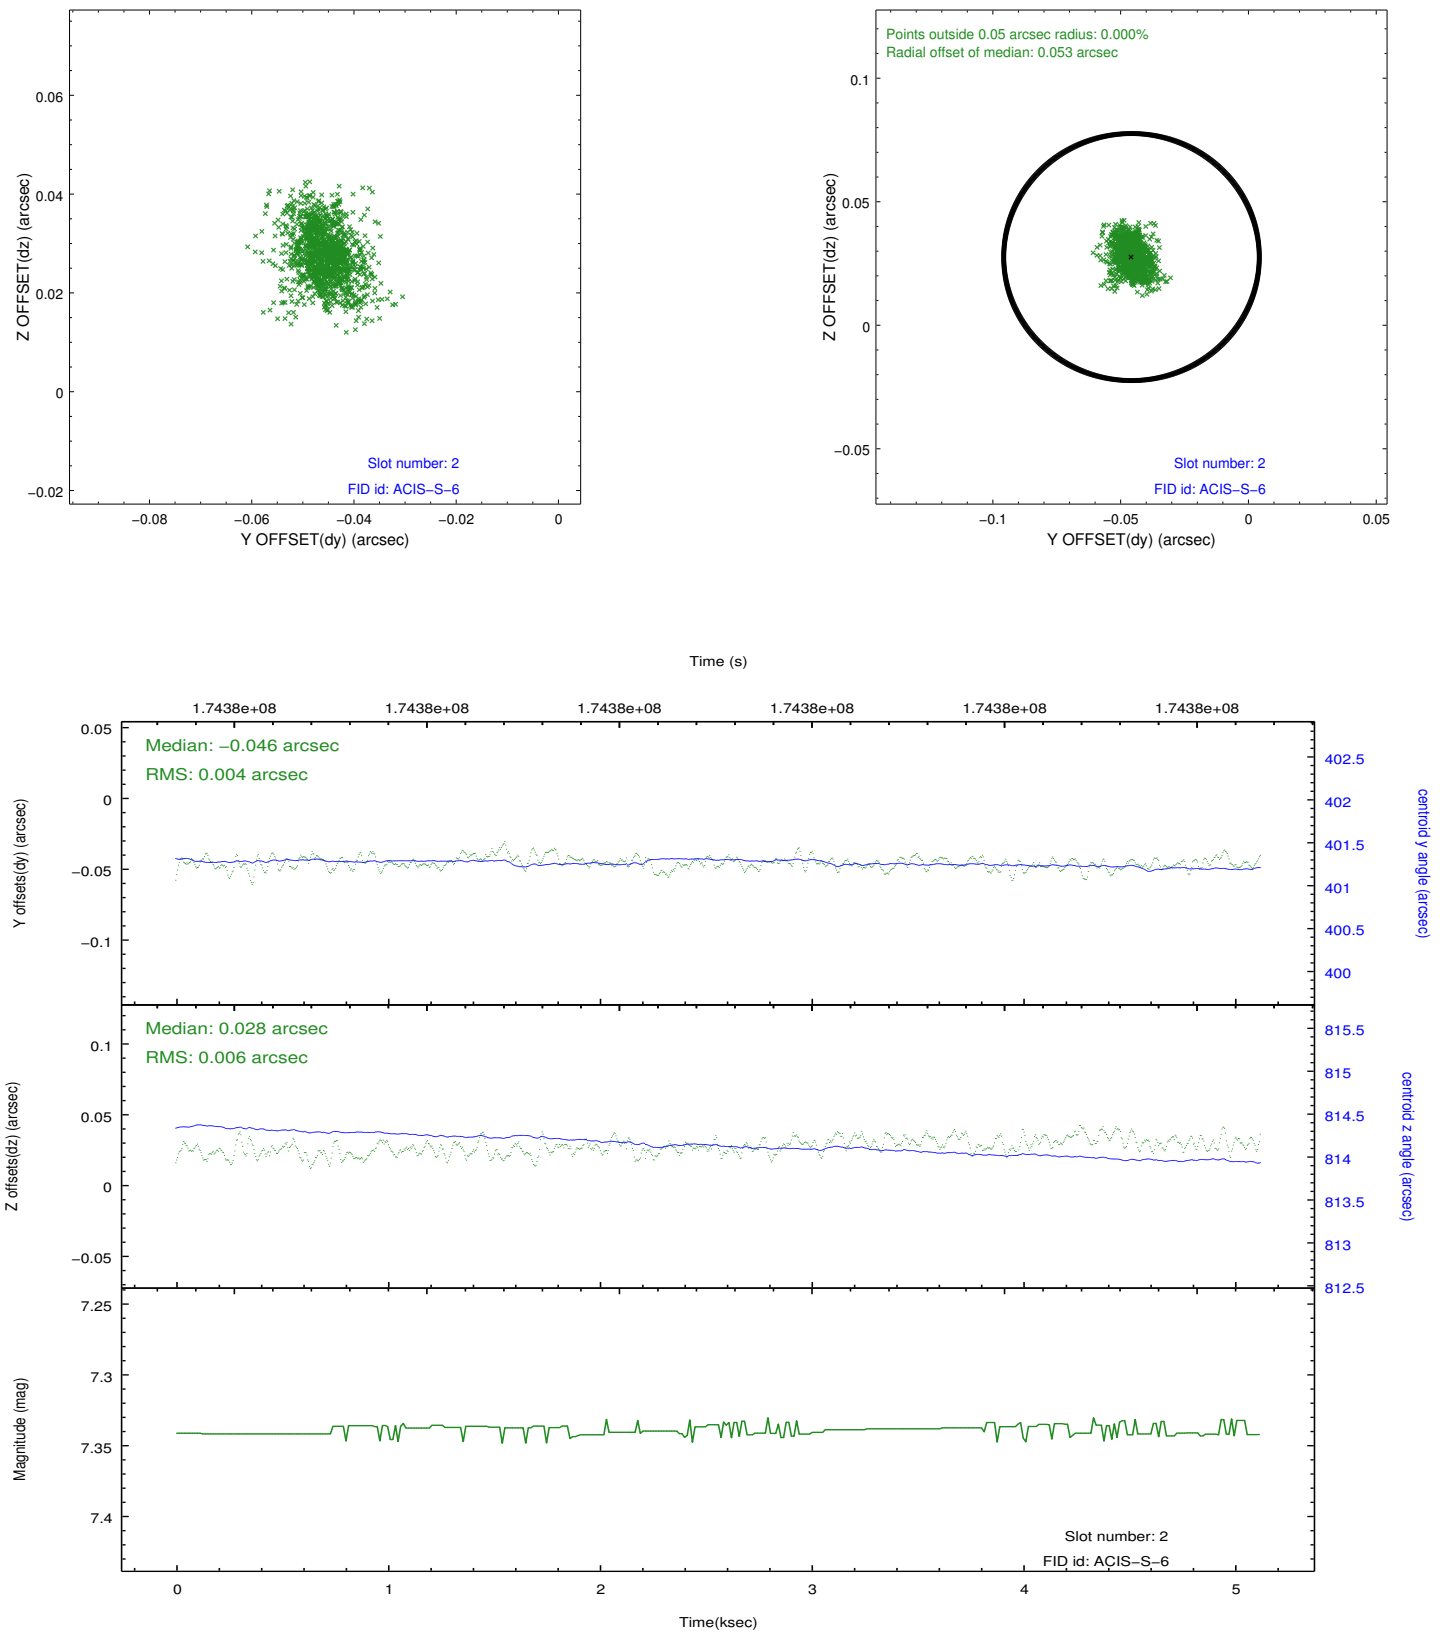 0.06
0.04
0.02
0
−0.02
Z OFFSET(dz) (arcsec)
Slot number: 2
FID id: ACIS−S−6
−0.08 −0.06 −0.04 −0.02 0
Y OFFSET(dy) (arcsec)
Points outside 0.05 arcsec radius: 0.000%
Radial offset of median: 0.053 arcsec
0.1
0.05
0
−0.05
Z OFFSET(dz) (arcsec)
Slot number: 2
FID id: ACIS−S−6
−0.1 −0.05 0 0.05
Y OFFSET(dy) (arcsec)
Time (s)
1.7438e+08 1.7438e+08 1.7438e+08 1.7438e+08 1.7438e+08 1.7438e+08
Median: −0.046 arcsec
RMS: 0.004 arcsec
0.05
0
−0.05
−0.1
Y offsets(dy) (arcsec)
402.5
402
401.5
401
400.5
400
centroid y angle (arcsec)
Median: 0.028 arcsec
RMS: 0.006 arcsec
0.1
0.05
0
−0.05
Z offsets(dz) (arcsec)
815.5
815
814.5
814
813.5
813
812.5
centroid z angle (arcsec)
7.25
7.3
7.35
7.4
Magnitude (mag)
Slot number: 2
FID id: ACIS−S−6
0 1 2 3 4 5
Time(ksec)